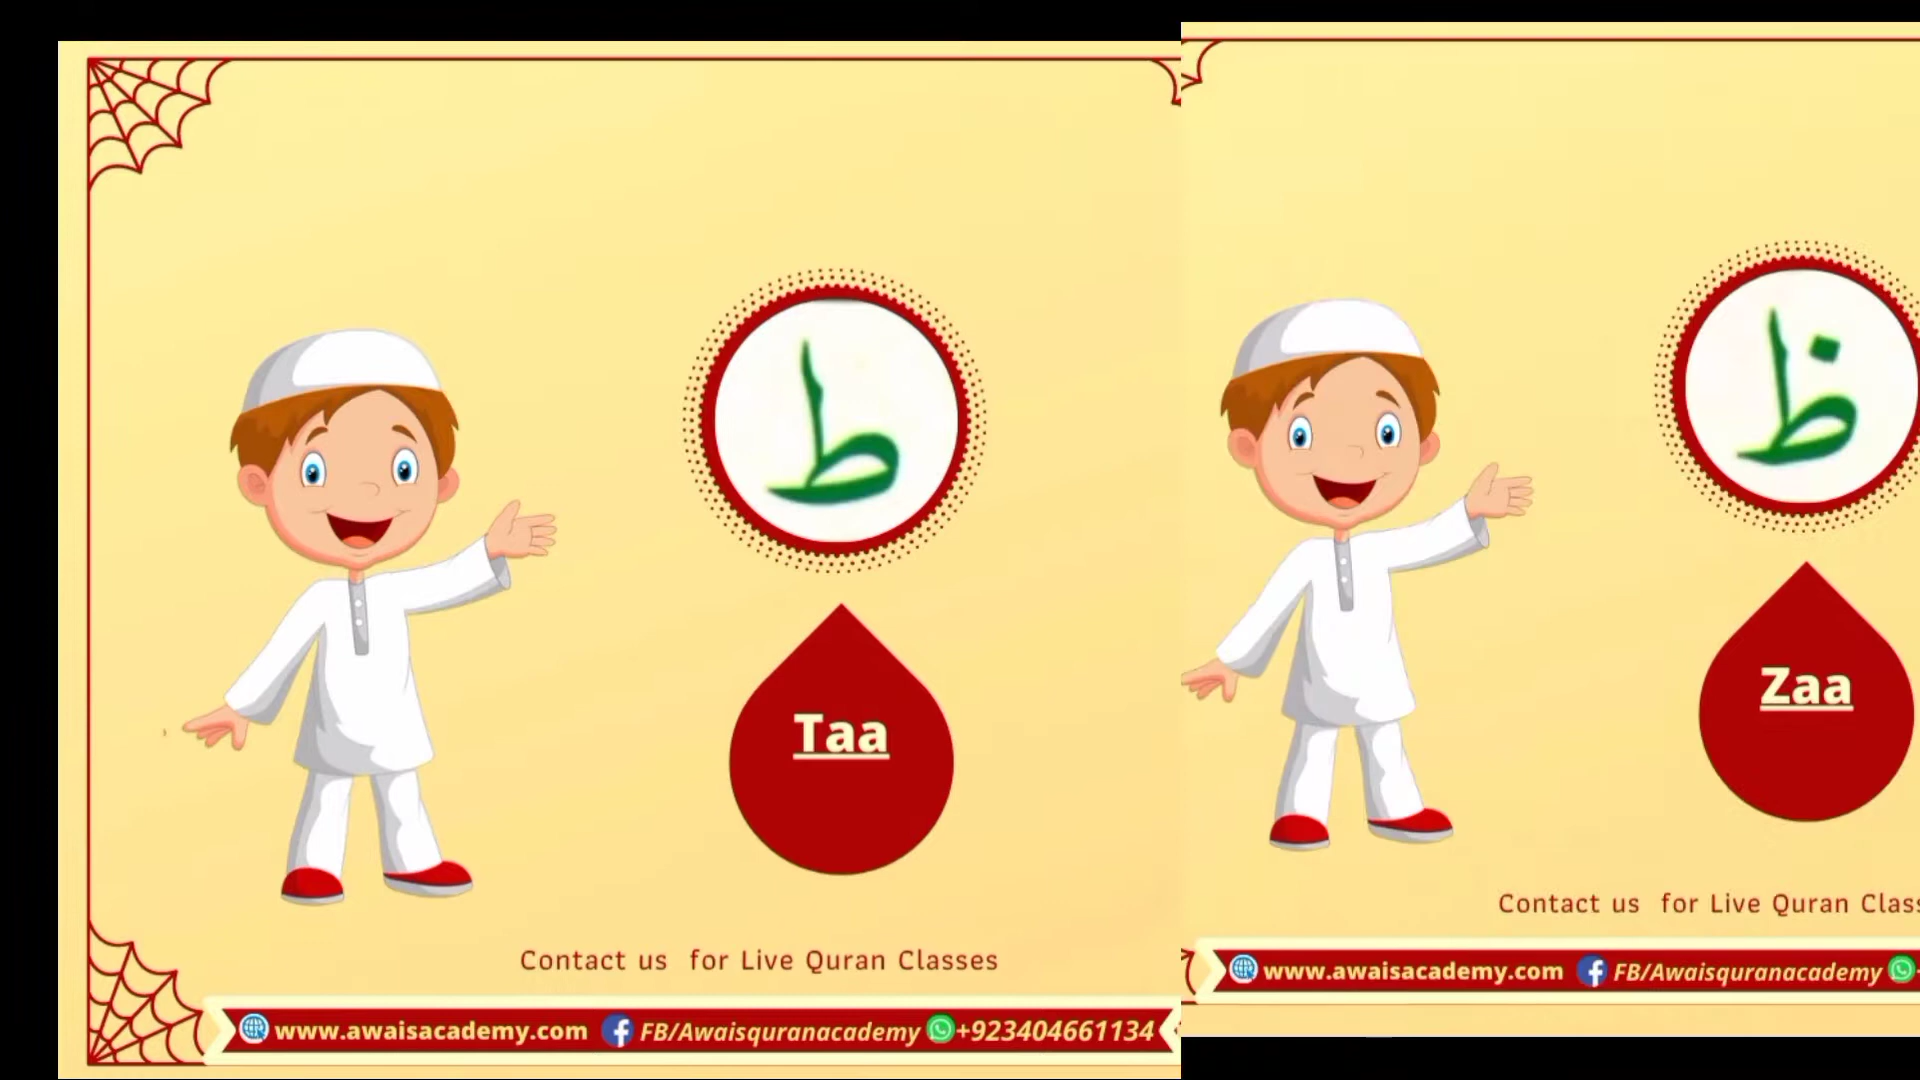 ط
Taa
Contact us for Live Quran Classes
www.awaisacademy.com FB/Awaisquranacademy +923404661134
ظ
Zaa
Contact us for Live Quran
www.awaisacademy.com FB/Awaisquranacademy